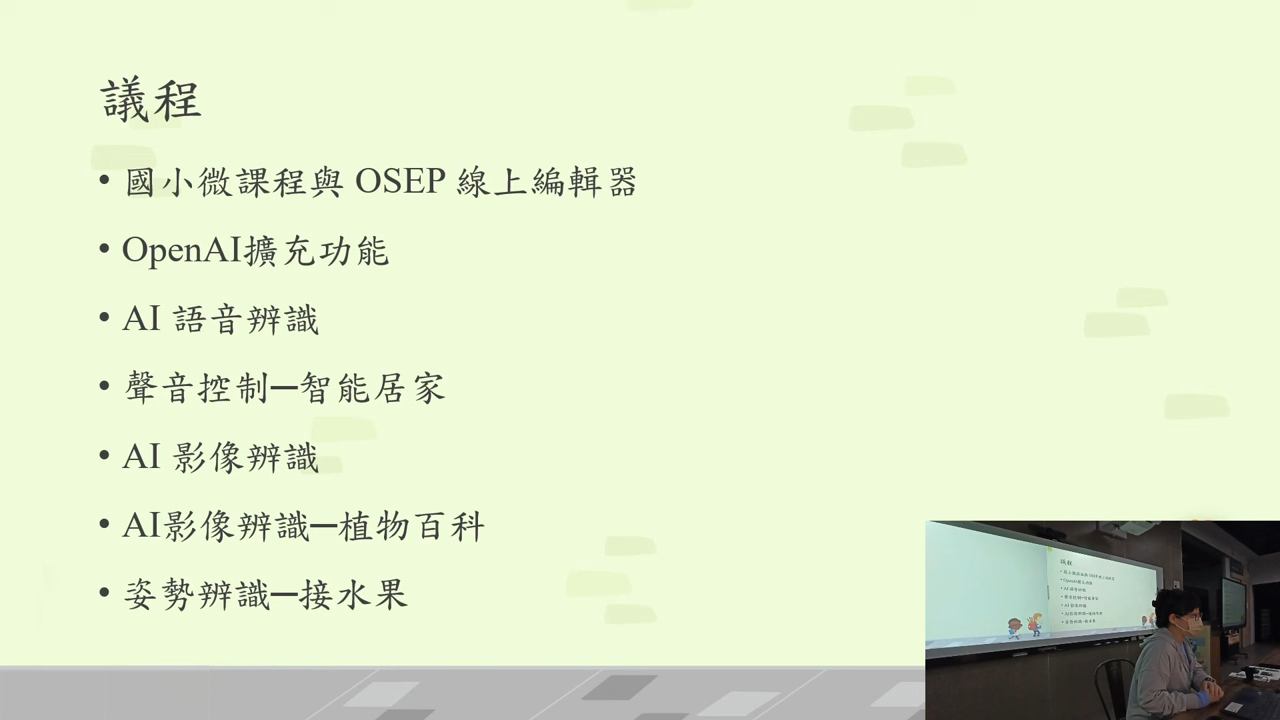 議程
• 國小微課程與 OSEP 線上編輯器
• OpenAI擴充功能
• AI 語音辨識
• 聲音控制─智能居家
• AI 影像辨識
• AI影像辨識─植物百科
• 姿勢辨識─接水果
議程